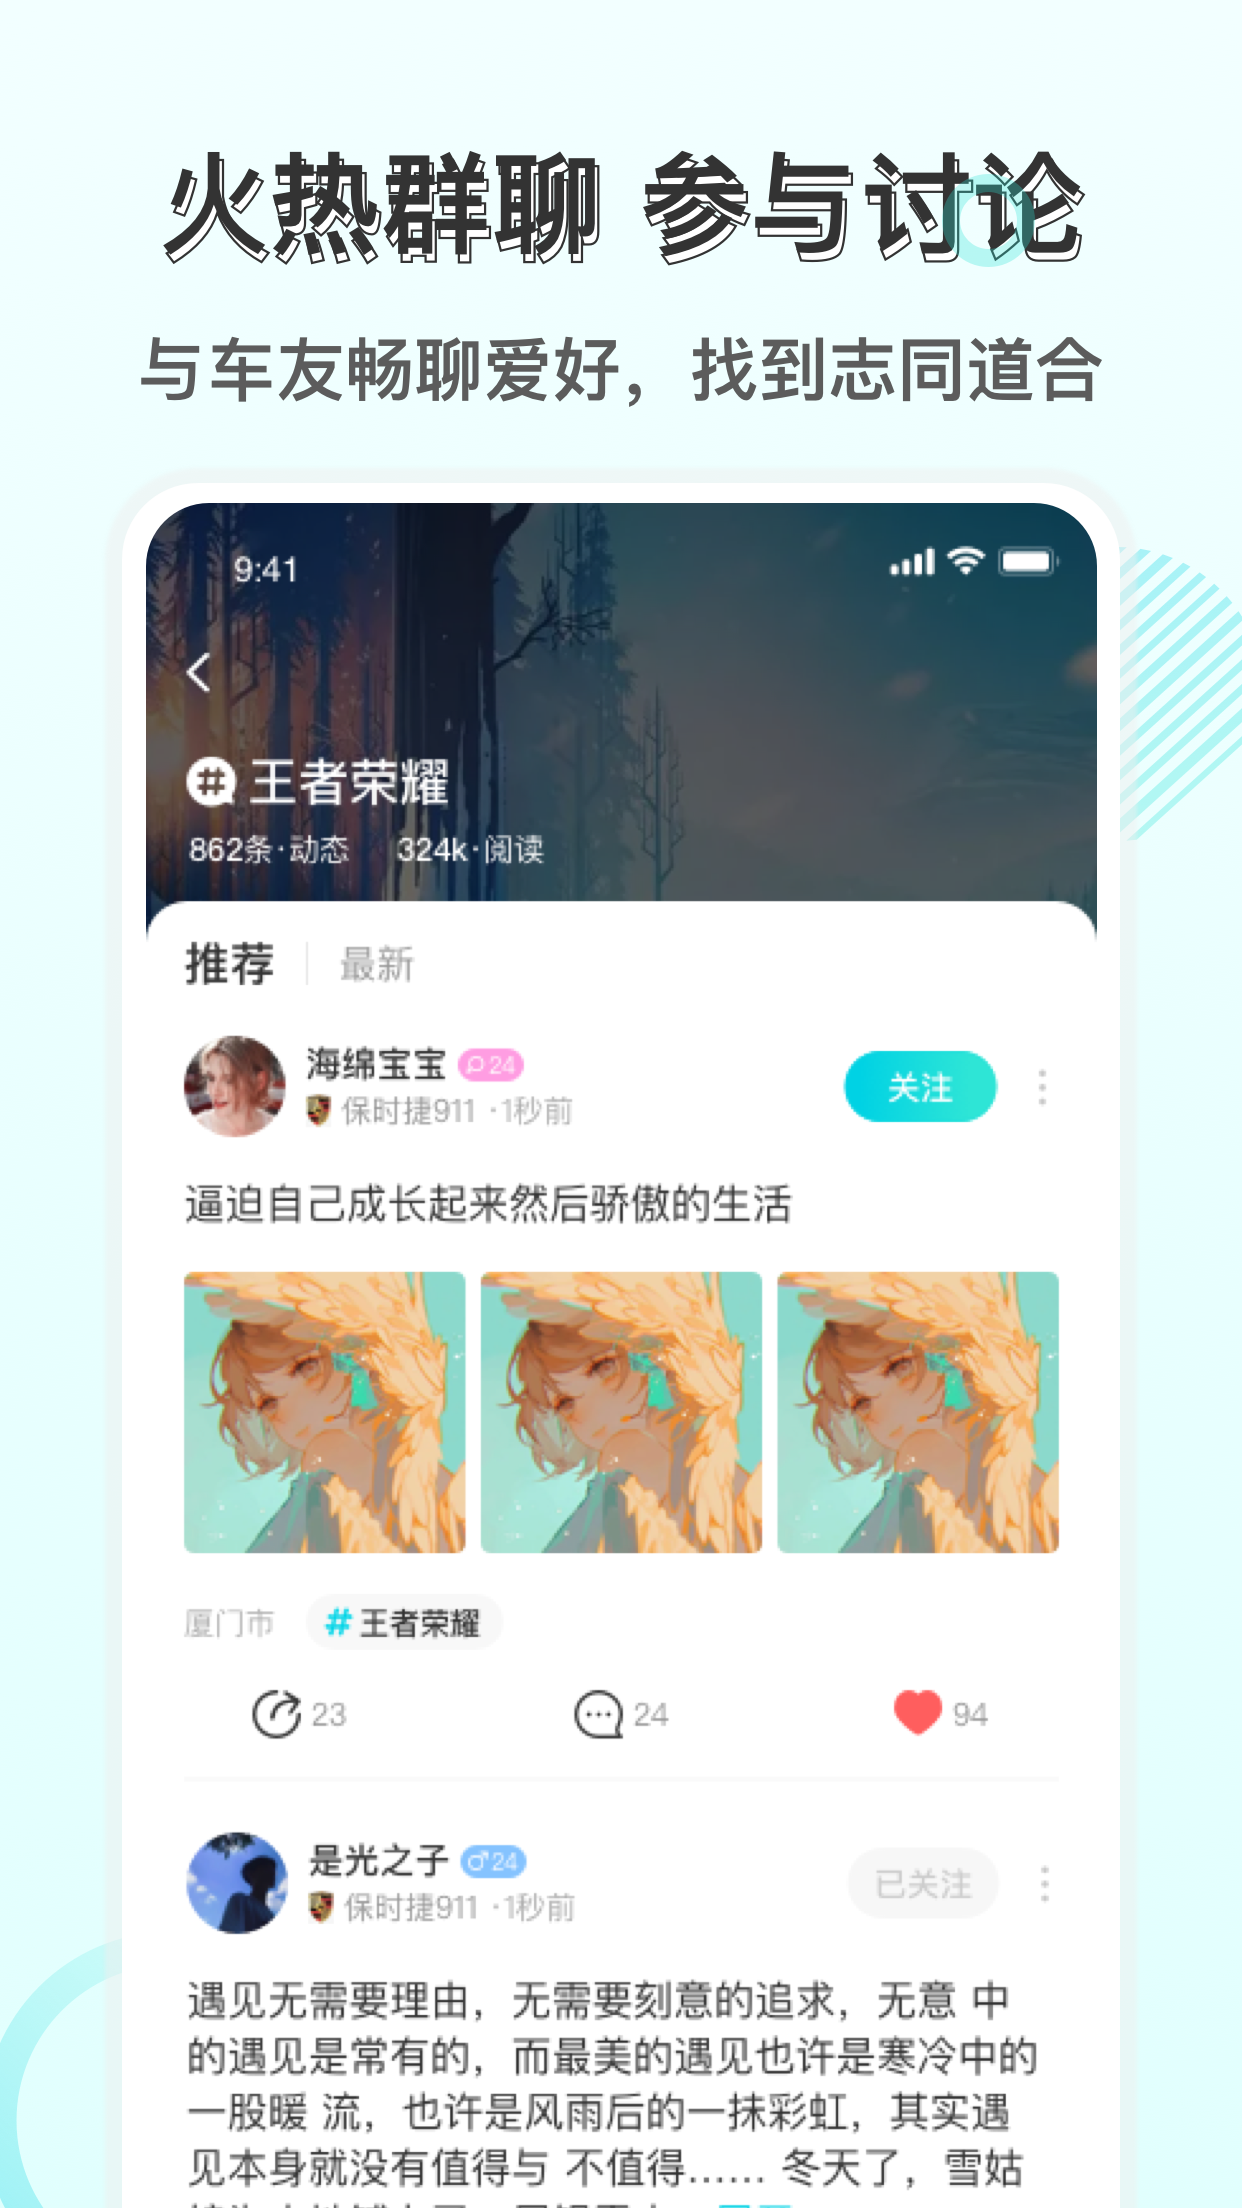 火热群聊 参与讨论
与车友畅聊爱好，找到志同道合
9:41
王者荣耀
862条·动态 324k·阅读
推荐 最新
海绵宝宝 24
保时捷911 ·1秒前
关注
逼迫自己成长起来然后骄傲的生活
厦门市 # 王者荣耀
23 24 94
是光之子 24
保时捷911 ·1秒前
已关注
遇见无需要理由，无需要刻意的追求，无意 中
的遇见是常有的，而最美的遇见也许是寒冷中的
一股暖 流，也许是风雨后的一抹彩虹，其实遇
见本身就没有值得与 不值得...... 冬天了，雪姑